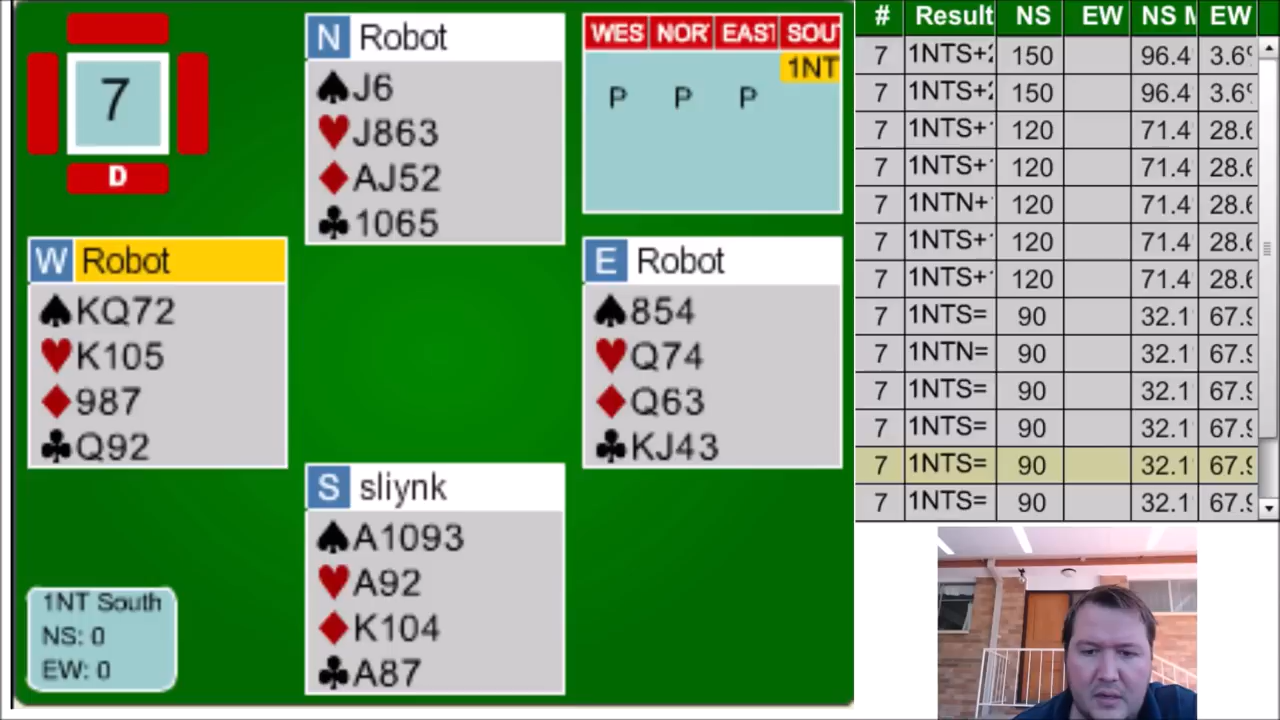 7
D
N Robot
♠J6
♥J863
♦AJ52
♣1065
WES NOR EAST SOU
1NT
P P P
W Robot
♠KQ72
♥K105
♦987
♣Q92
E Robot
♠854
♥Q74
♦Q63
♣KJ43
S sliynk
♠A1093
♥A92
♦K104
♣A87
1NT South
NS: 0
EW: 0
# Result NS EW NS EW
7 1NTS+2 150 96.4 3.6
7 1NTS+2 150 96.4 3.6
7 1NTS+ 120 71.4 28.6
7 1NTS+ 120 71.4 28.6
7 1NTN+ 120 71.4 28.6
7 1NTS+ 120 71.4 28.6
7 1NTS+ 120 71.4 28.6
7 1NTS= 90 32.1 67.9
7 1NTN= 90 32.1 67.9
7 1NTS= 90 32.1 67.9
7 1NTS= 90 32.1 67.9
7 1NTS= 90 32.1 67.9
7 1NTS= 90 32.1 67.9